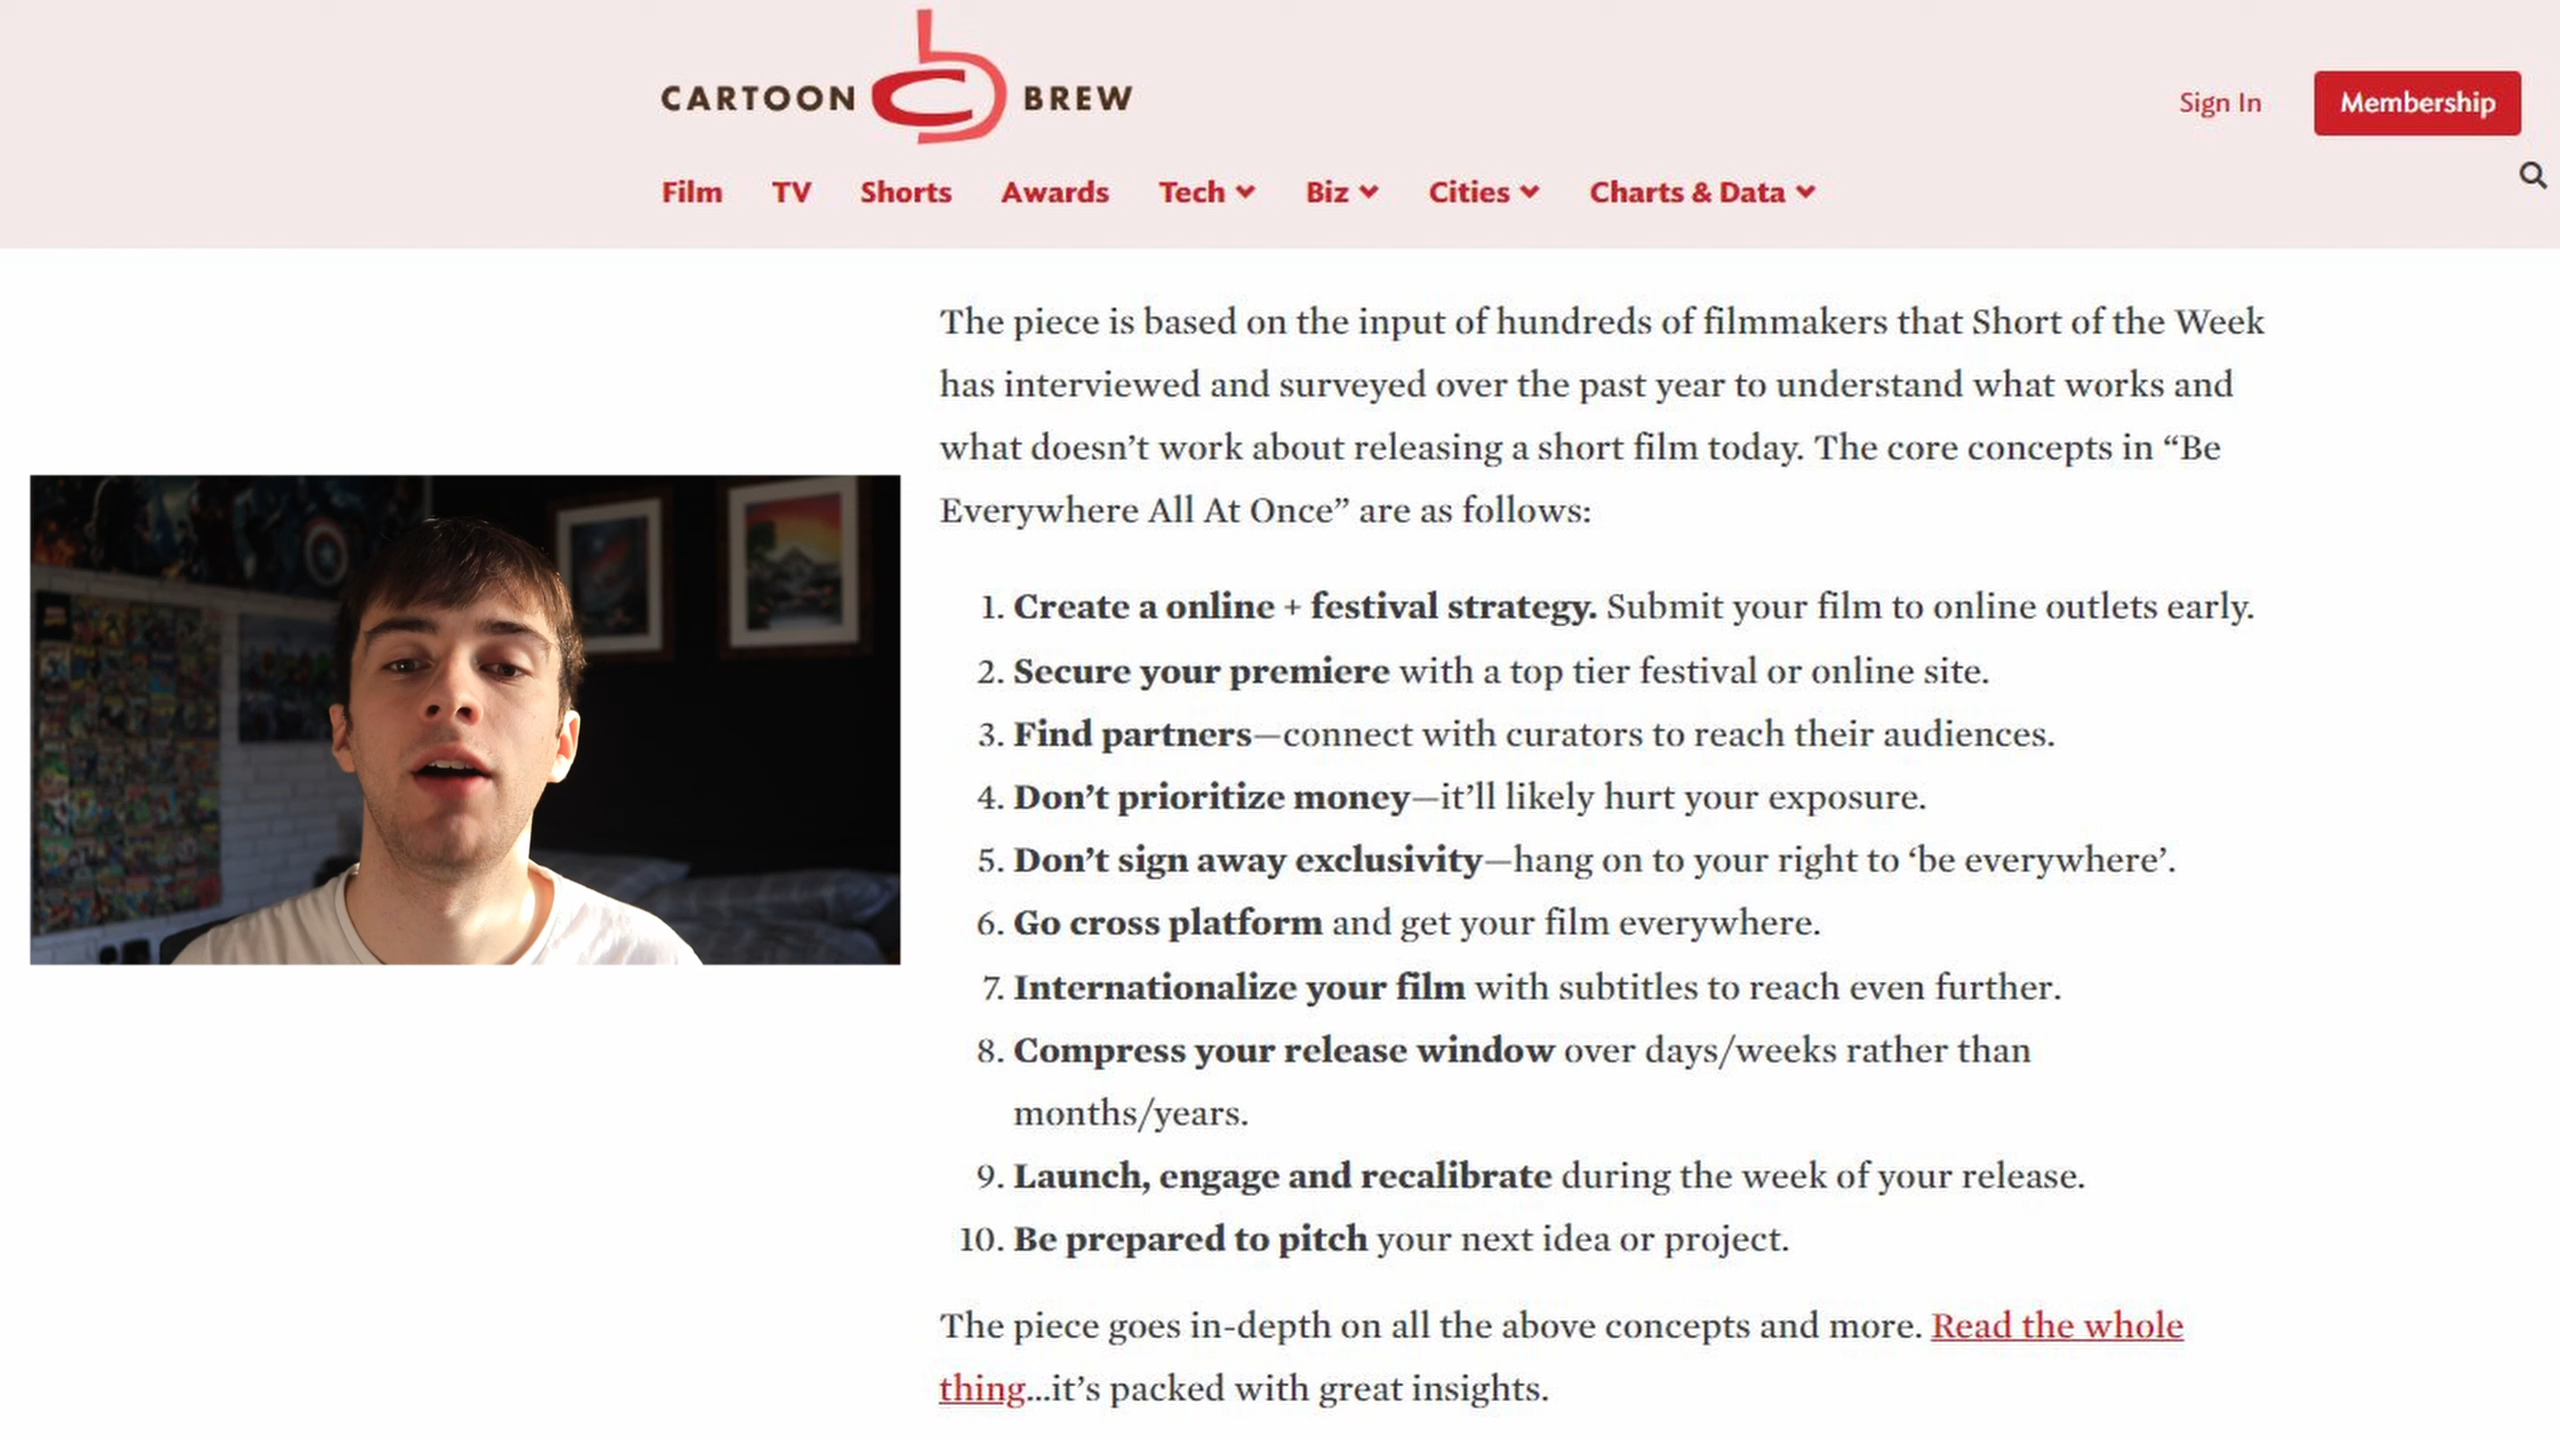 CARTOON cb BREW
Sign In
Membership
Film TV Shorts Awards Tech Biz Cities Charts & Data
The piece is based on the input of hundreds of filmmakers that Short of the Week
has interviewed and surveyed over the past year to understand what works and
what doesn’t work about releasing a short film today. The core concepts in “Be
Everywhere All At Once” are as follows:
1. Create a online + festival strategy. Submit your film to online outlets early.
2. Secure your premiere with a top tier festival or online site.
3. Find partners—connect with curators to reach their audiences.
4. Don’t prioritize money—it’ll likely hurt your exposure.
5. Don’t sign away exclusivity—hang on to your right to ‘be everywhere’.
6. Go cross platform and get your film everywhere.
7. Internationalize your film with subtitles to reach even further.
8. Compress your release window over days/weeks rather than
months/years.
9. Launch, engage and recalibrate during the week of your release.
10. Be prepared to pitch your next idea or project.
The piece goes in-depth on all the above concepts and more. Read the whole
thing...it’s packed with great insights.